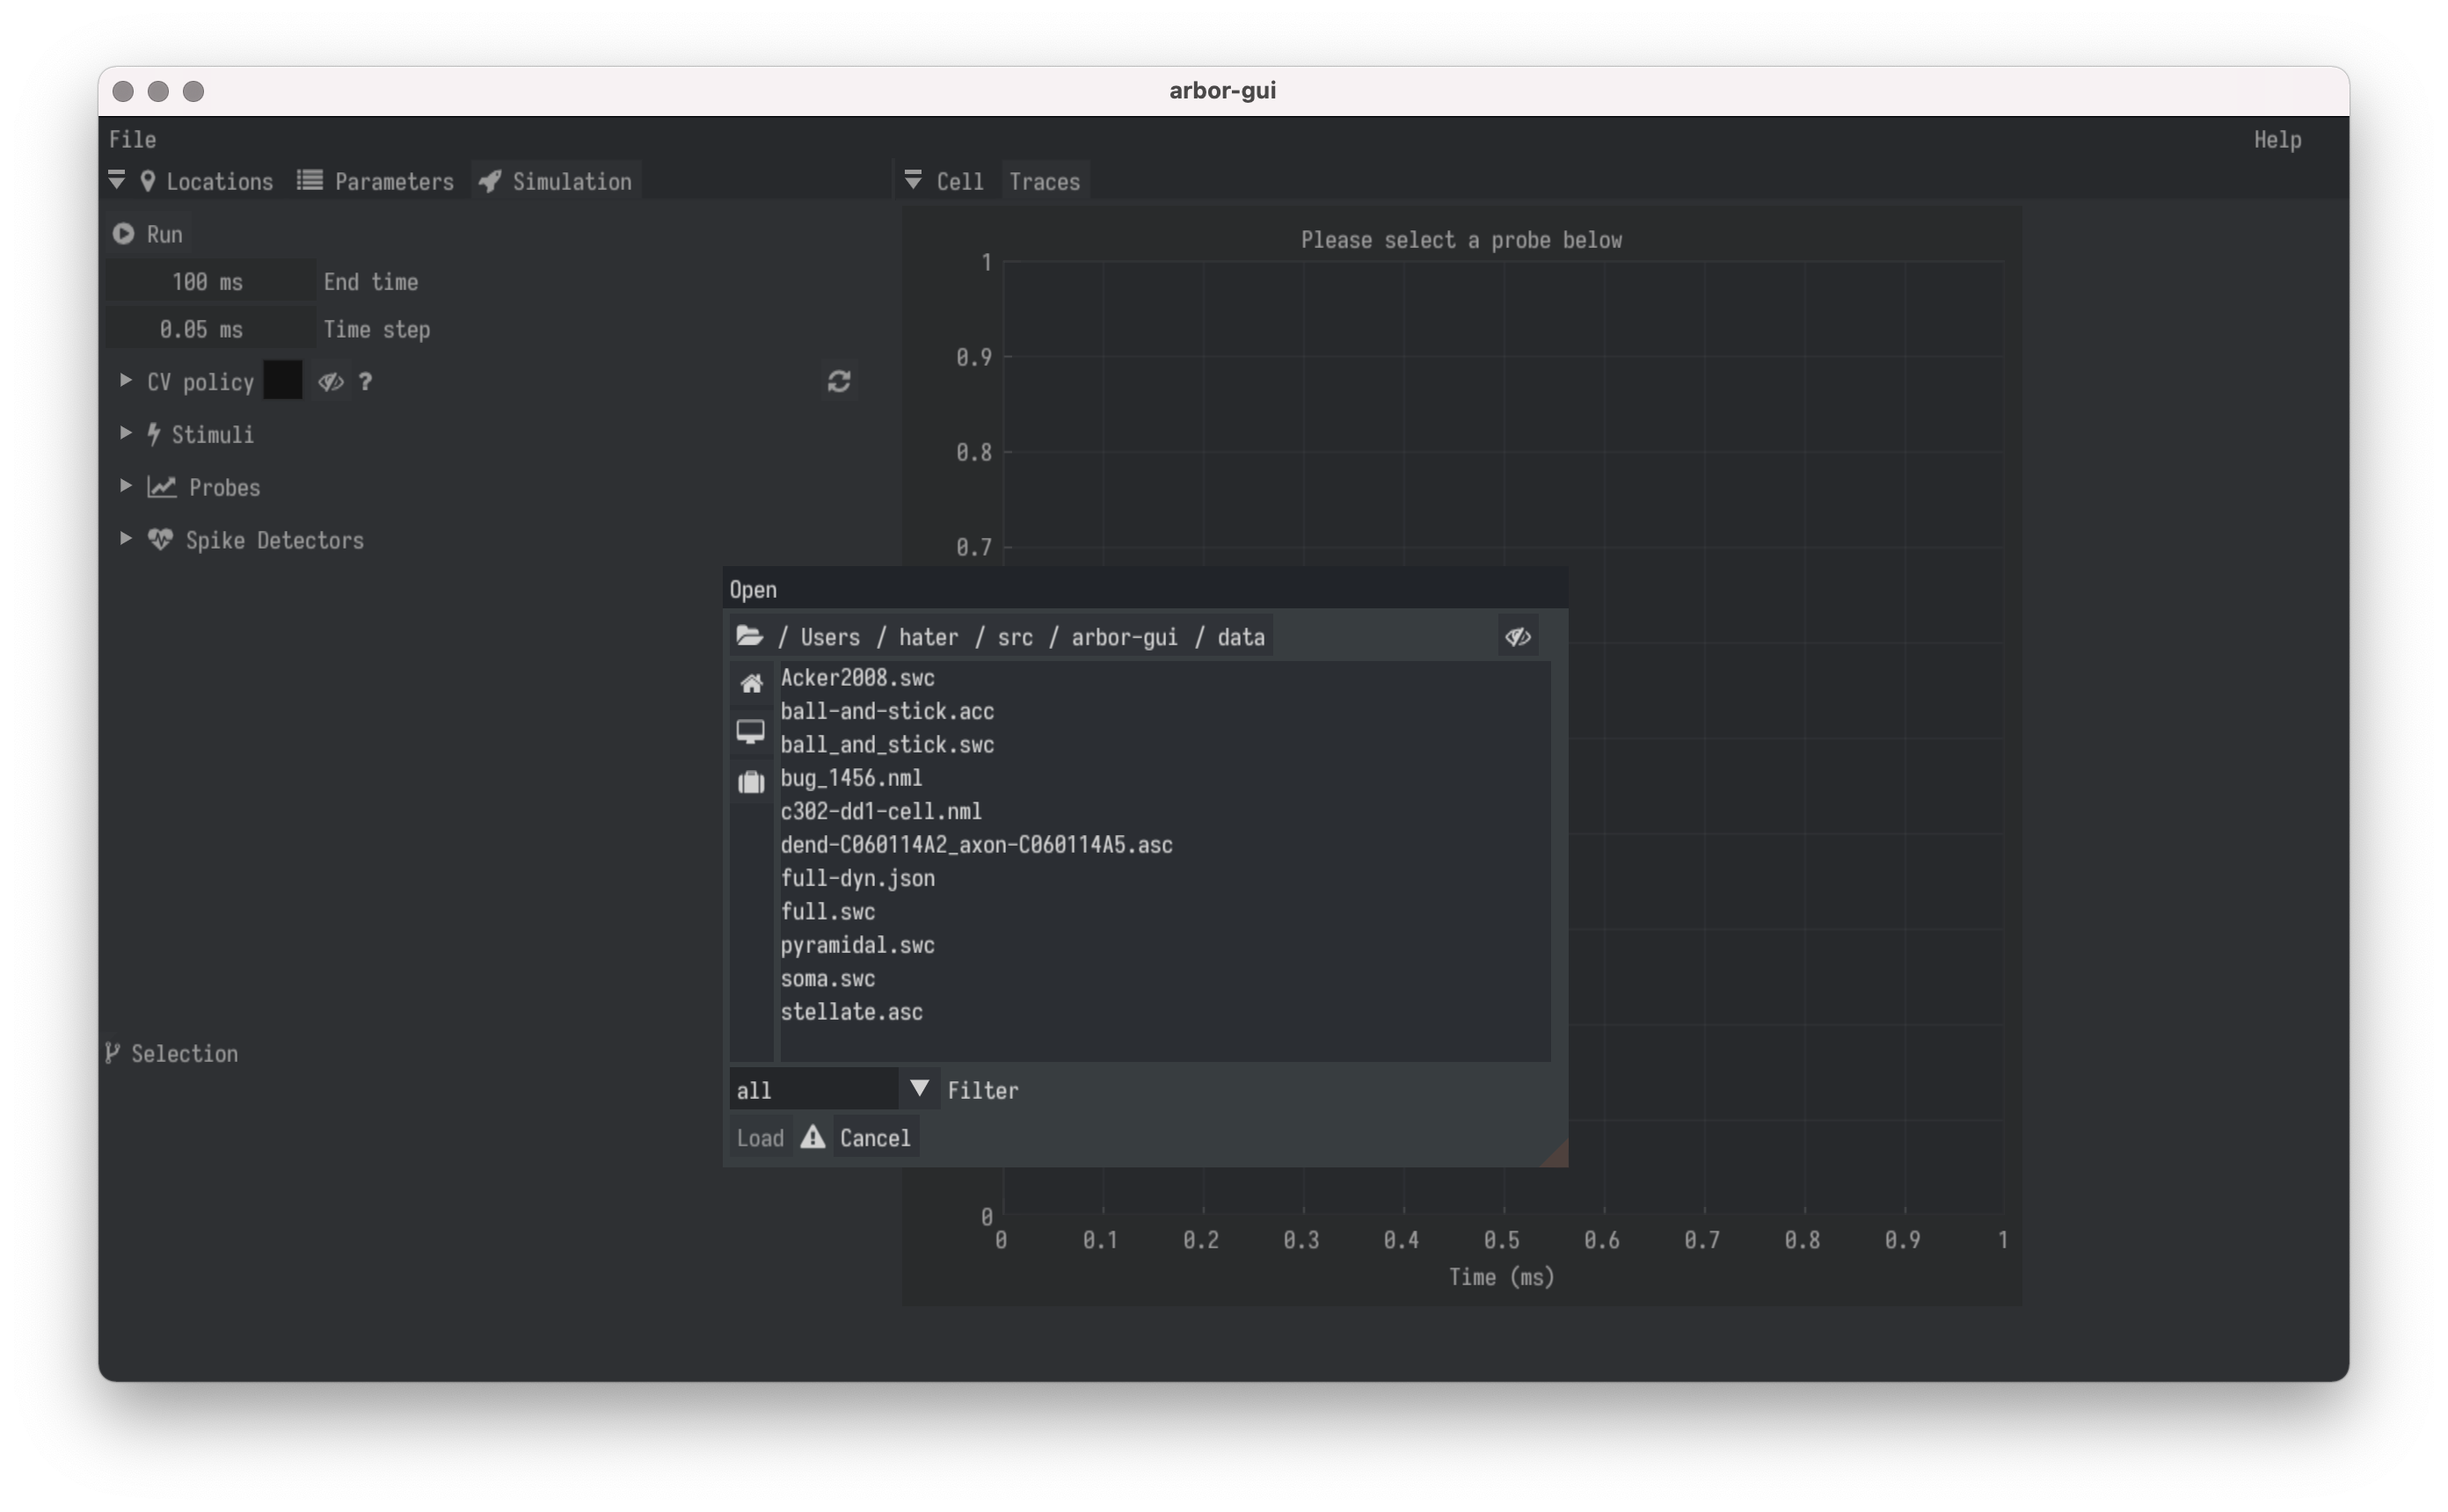 arbor-gui
File Help
Locations Parameters Simulation
Cell Traces
Run
100 ms End time
0.05 ms Time step
CV policy ?
Stimuli
Probes
Spike Detectors
Selection
Please select a probe below
1
0.9
0.8
0.7
0
0 0.1 0.2 0.3 0.4 0.5 0.6 0.7 0.8 0.9 1
Time (ms)
Open
/ Users / hater / src / arbor-gui / data
Acker2008.swc
ball-and-stick.acc
ball_and_stick.swc
bug_1456.nml
c302-dd1-cell.nml
dend-C060114A2_axon-C060114A5.asc
full-dyn.json
full.swc
pyramidal.swc
soma.swc
stellate.asc
all Filter
Load Cancel